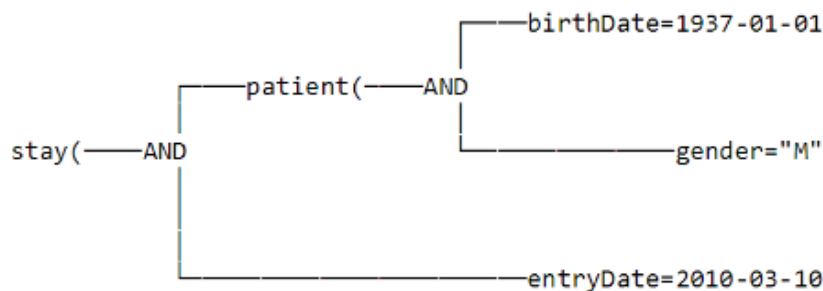 birthDate=1937-01-01
patient( AND
stay( AND gender="M"
entryDate=2010-03-10